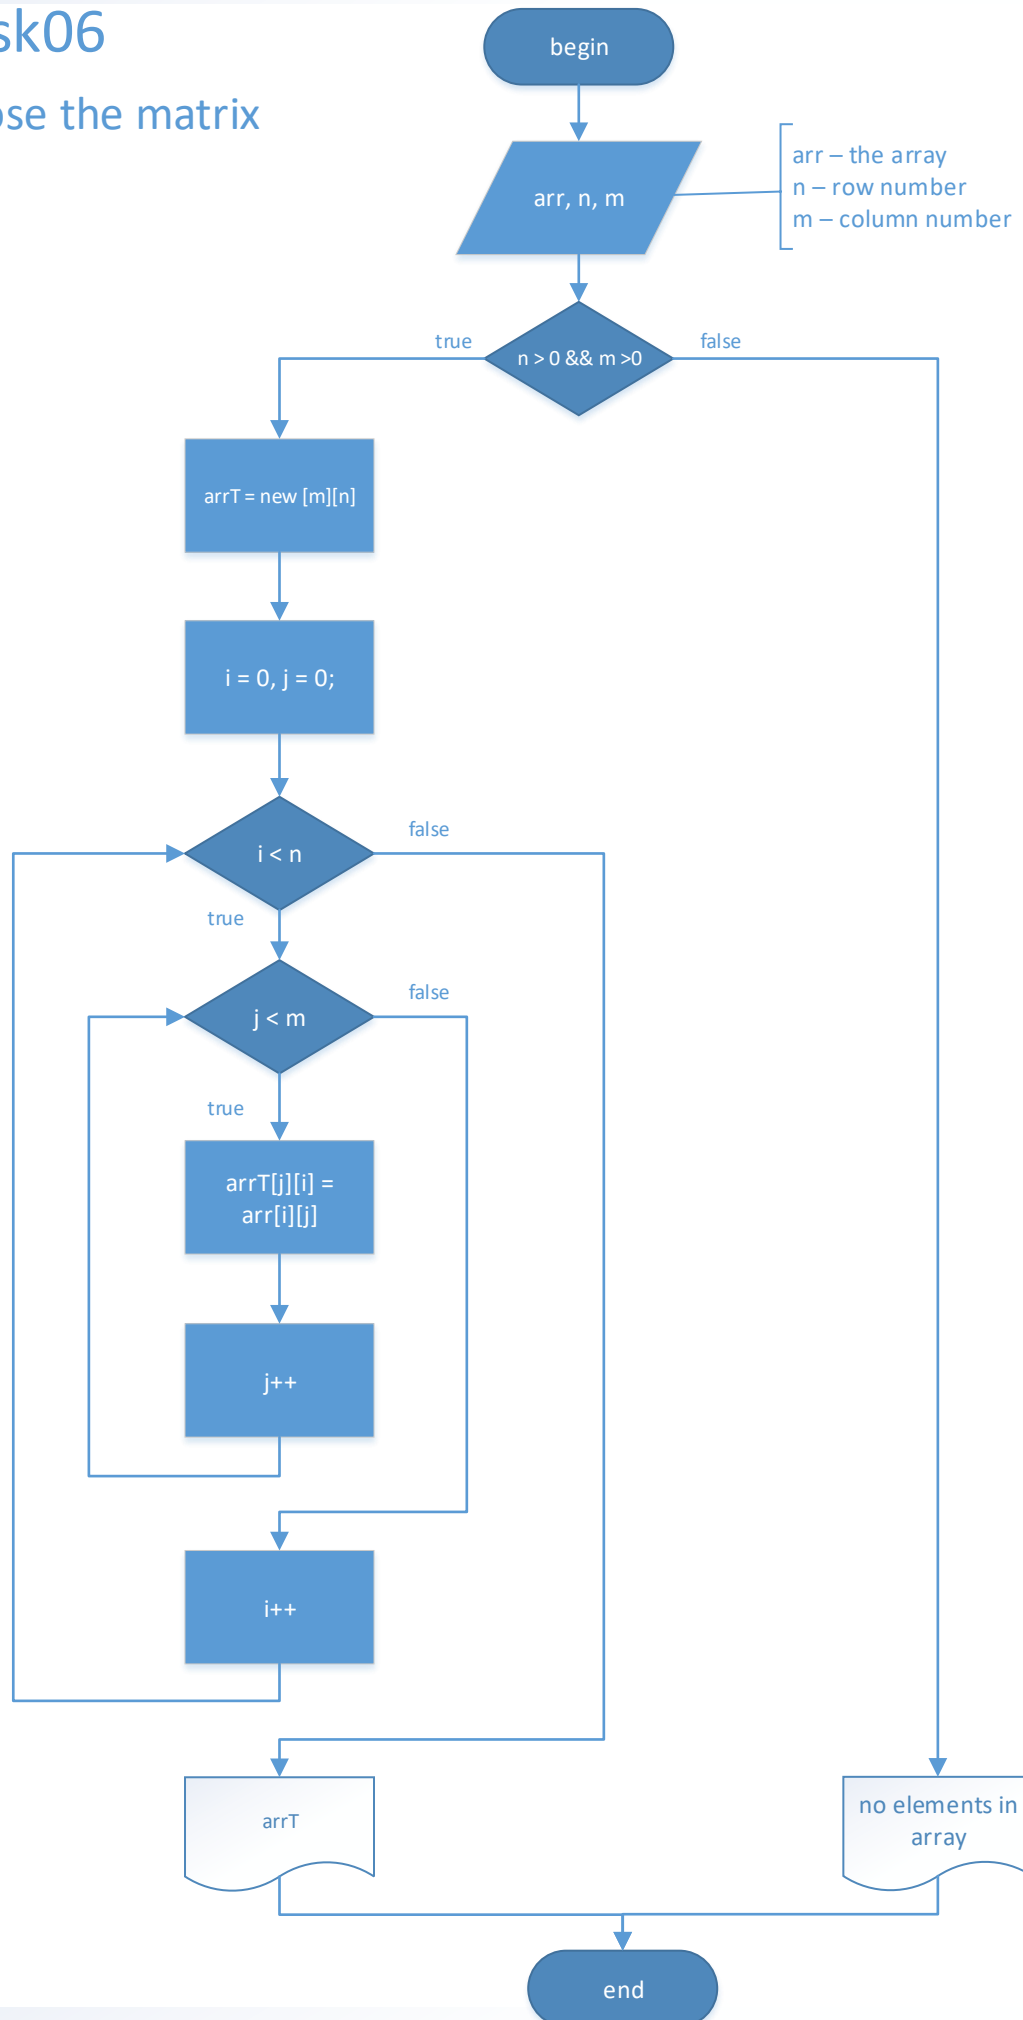 sk06
ose the matrix
begin
arr, n, m
arr – the array
n – row number
m – column number
true
n > 0 && m >0
false
arrT = new [m][n]
i = 0, j = 0;
i < n
false
true
j < m
false
true
arrT[j][i] =
arr[i][j]
j++
i++
arrT
no elements in
array
end